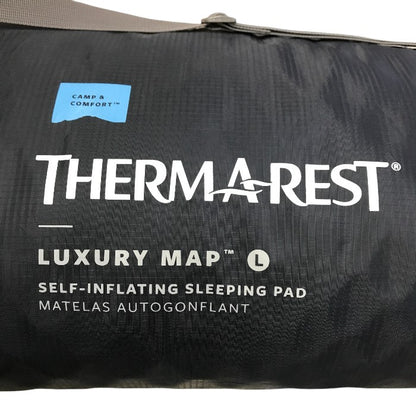 CAMP &
COMFORT™
THERMAREST®
LUXURY MAP™ L
SELF-INFLATING SLEEPING PAD
MATELAS AUTOGONFLANT